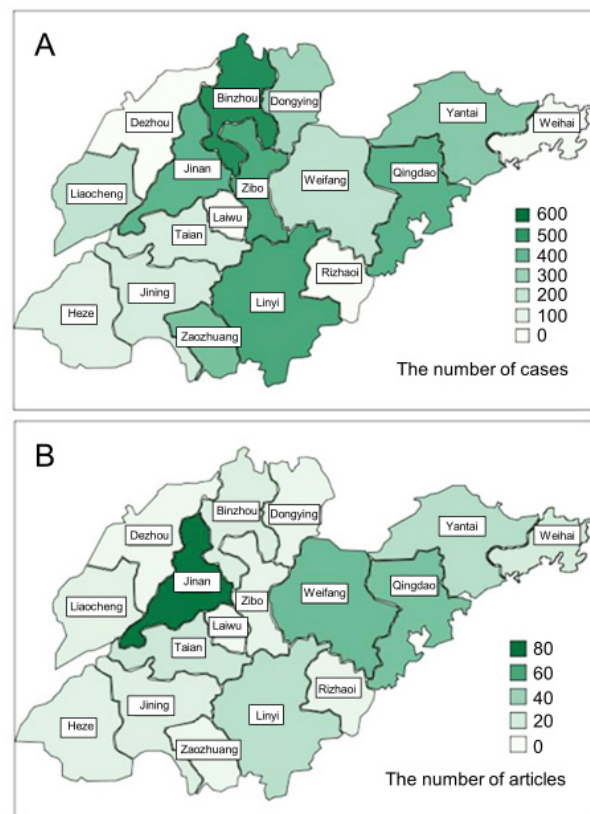 A
Binzhou
Dongying
Dezhou
Yantai
Weihai
Jinan
Zibo
Weifang
Qingdao
Liaocheng
Laiwu
Taian
Rizhaoi
Heze
Jining
Linyi
Zaozhuang
600
500
400
300
200
100
0
The number of cases
B
Binzhou
Dongying
Dezhou
Yantai
Weihai
Jinan
Weifang
Qingdao
Liaocheng
Zibo
Laiwu
Taian
Rizhaoi
Jining
Heze
Linyi
Zaozhuang
80
60
40
20
0
The number of articles